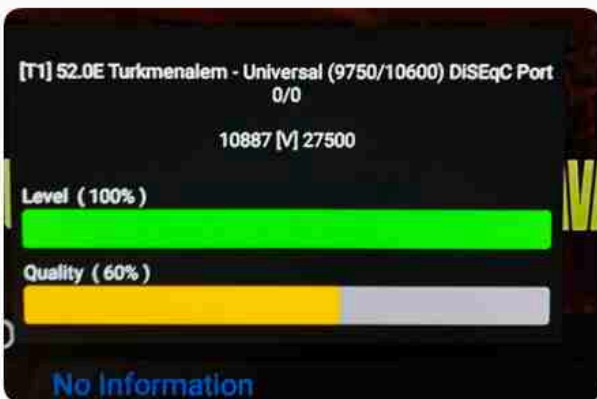 [T1] 52.0E Turkmenalem - Universal (9750/10600) DiSEqC Port
0/0
10887 [V] 27500
Level ( 100% )
Quality ( 60% )
No Information